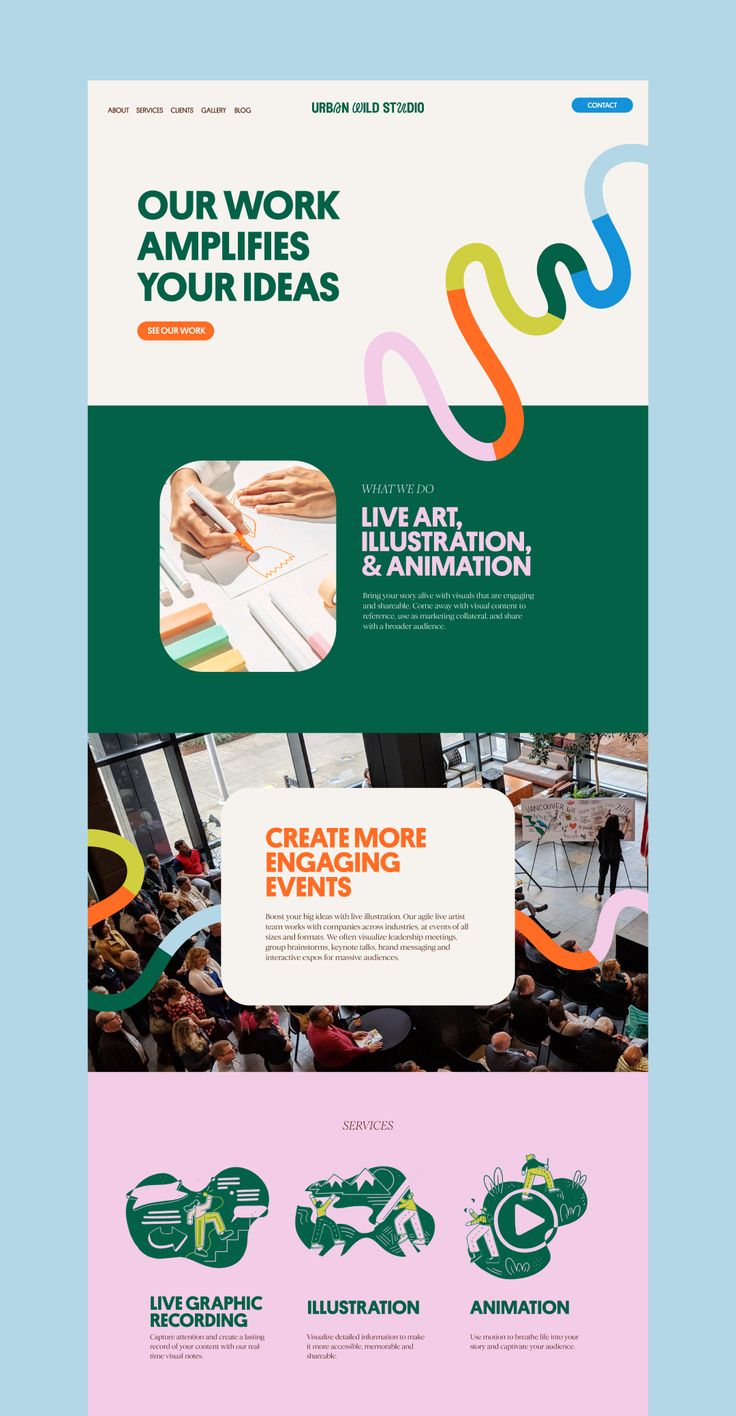 ABOUT SERVICES CLIENTS GALLERY BLOG
URBAN WILD STUDIO
CONTACT
OUR WORK
AMPLIFIES
YOUR IDEAS
SEE OUR WORK
WHAT WE DO
LIVE ART,
ILLUSTRATION,
& ANIMATION
Bring your story alive with visuals that are engaging
and shareable. Come away with visual content to
reference, use as marketing collateral, and share
with a broader audience.
VANCOUVER WA
CREATE MORE
ENGAGING
EVENTS
Boost your big ideas with live illustration. Our agile live artist
team works with companies across industries, at events of all
sizes and formats. We often visualize leadership meetings,
group brainstorms, keynote talks, brand messaging and
interactive expos for massive audiences.
SERVICES
LIVE GRAPHIC
RECORDING
Capture attention and create a lasting
record of your content with our real-
time visual notes.
ILLUSTRATION
Visualize detailed information to make
it more accessible, memorable and
shareable.
ANIMATION
Use motion to breathe life into your
story and captivate your audience